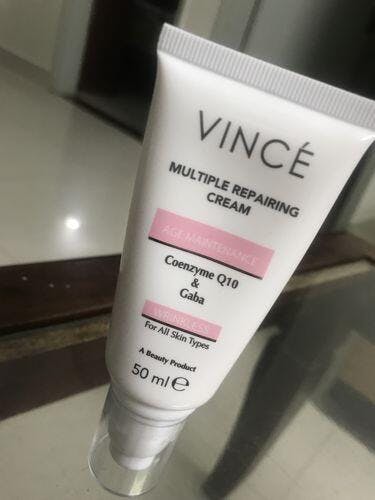 VINCÉ
MULTIPLE REPAIRING
CREAM
AGE MAINTENANCE
Coenzyme Q10
&
Gaba
WRINKLESS
For All Skin Types
A Beauty Product
50 ml ℮